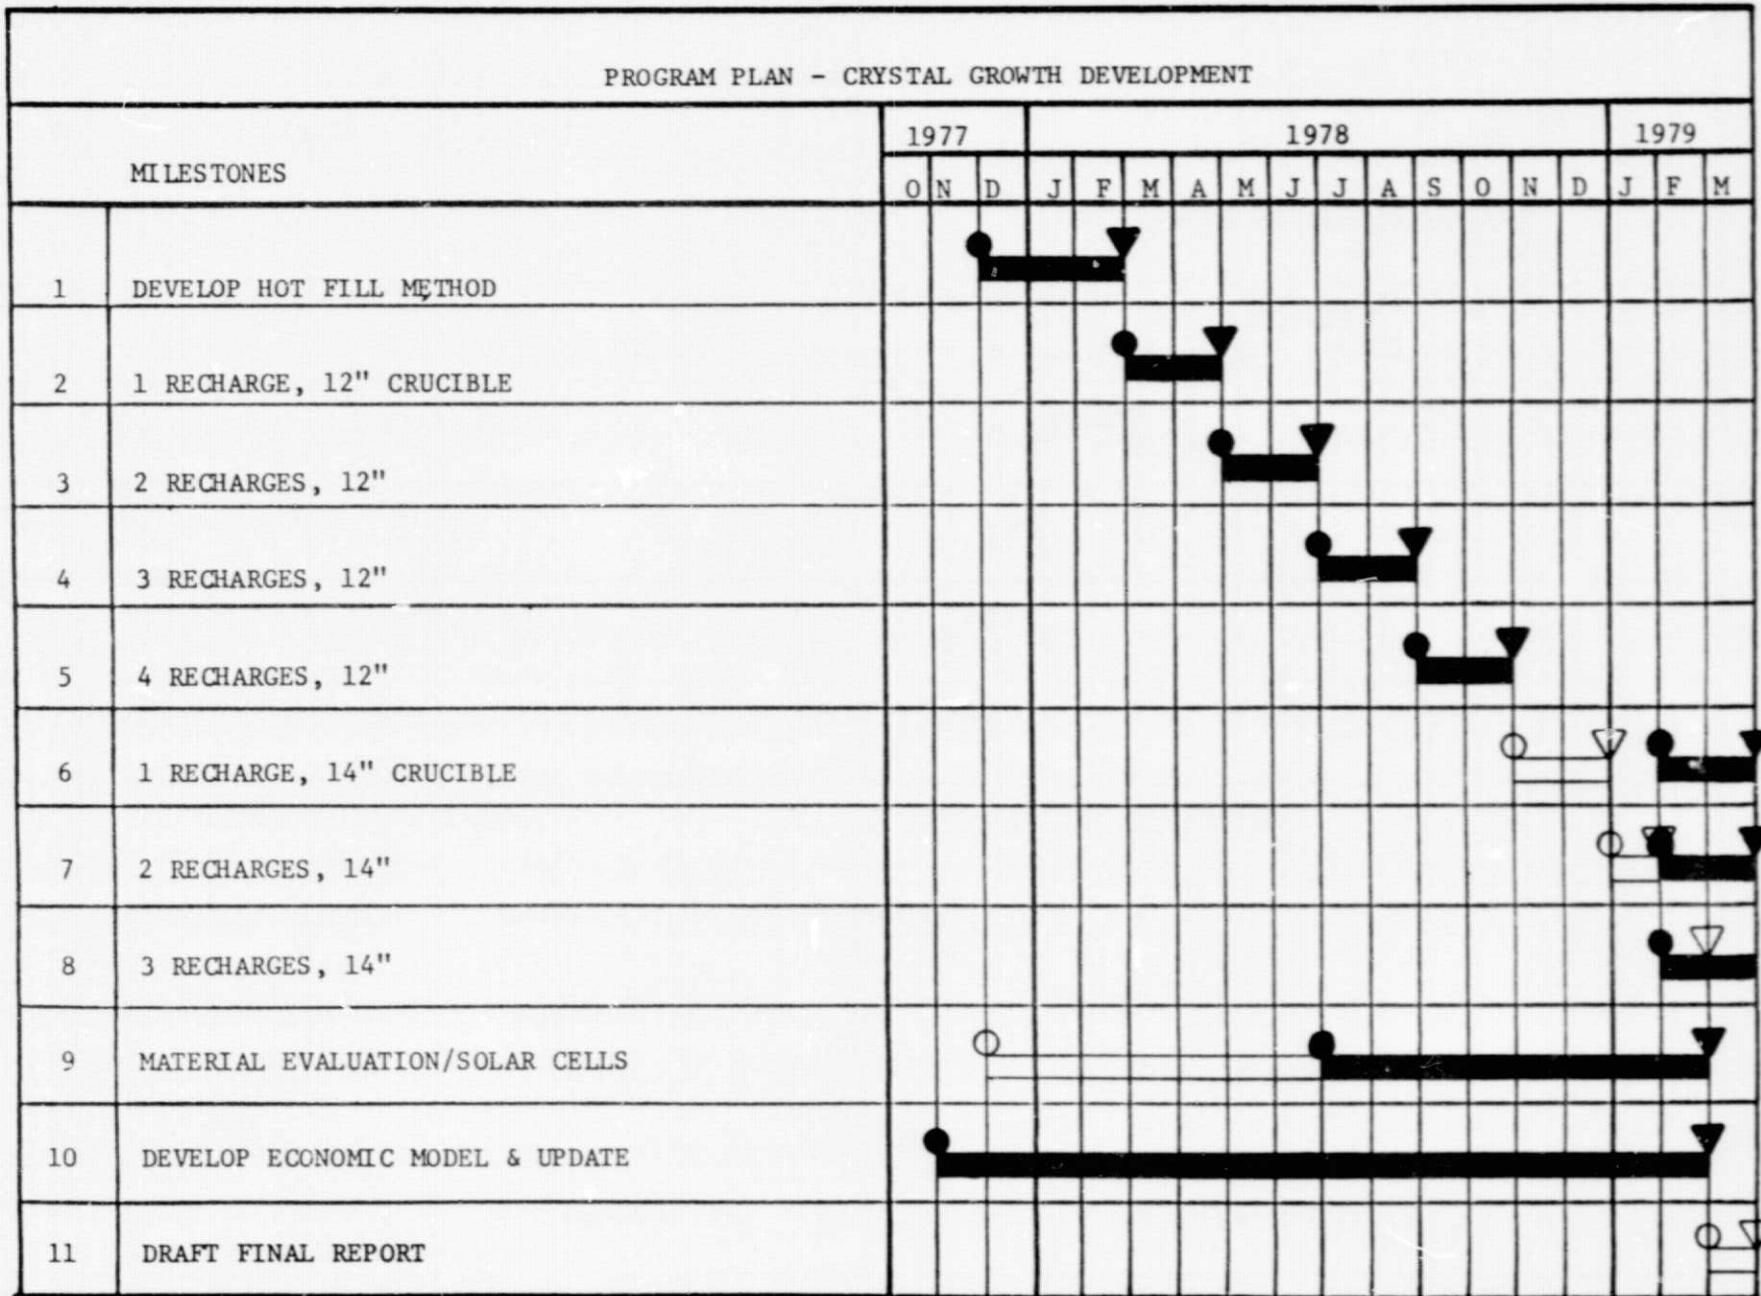 PROGRAM PLAN - CRYSTAL GROWTH DEVELOPMENT
1977 1978 1979
MILESTONES
O N D J F M A M J J A S O N D J F M
1 DEVELOP HOT FILL METHOD
2 1 RECHARGE, 12" CRUCIBLE
3 2 RECHARGES, 12"
4 3 RECHARGES, 12"
5 4 RECHARGES, 12"
6 1 RECHARGE, 14" CRUCIBLE
7 2 RECHARGES, 14"
8 3 RECHARGES, 14"
9 MATERIAL EVALUATION/SOLAR CELLS
10 DEVELOP ECONOMIC MODEL & UPDATE
11 DRAFT FINAL REPORT